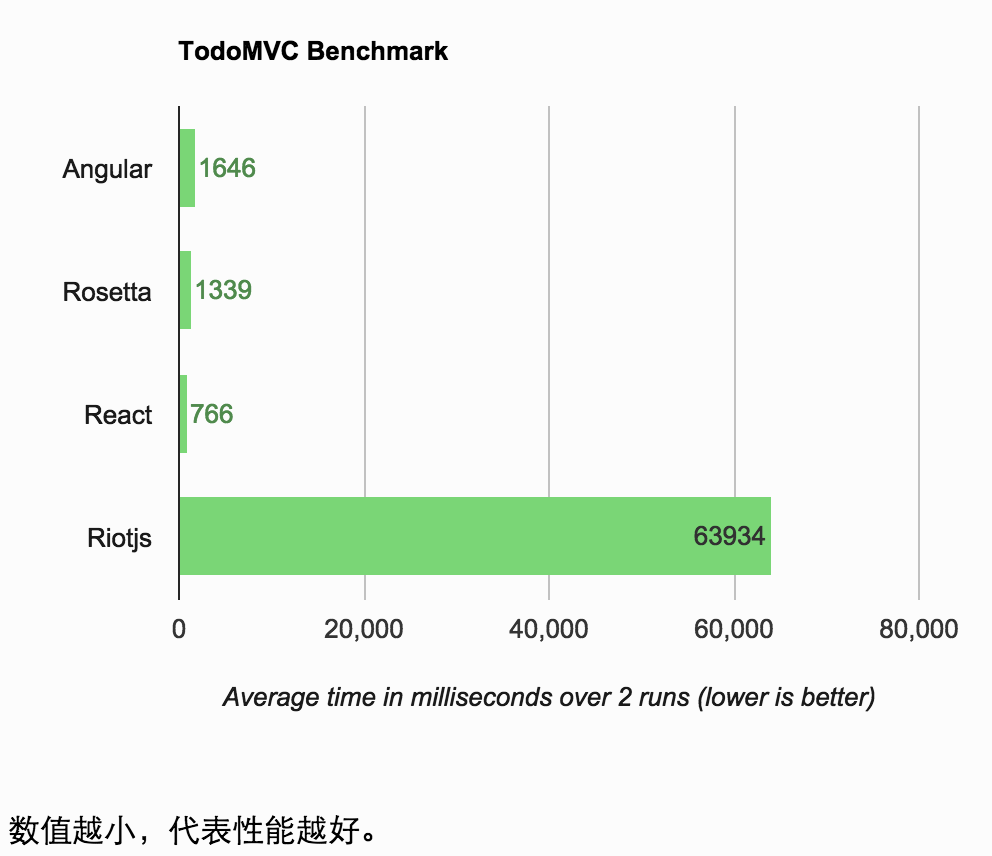 TodoMVC Benchmark
Angular 1646
Rosetta 1339
React 766
Riotjs 63934
0 20,000 40,000 60,000 80,000
Average time in milliseconds over 2 runs (lower is better)
数值越小，代表性能越好。